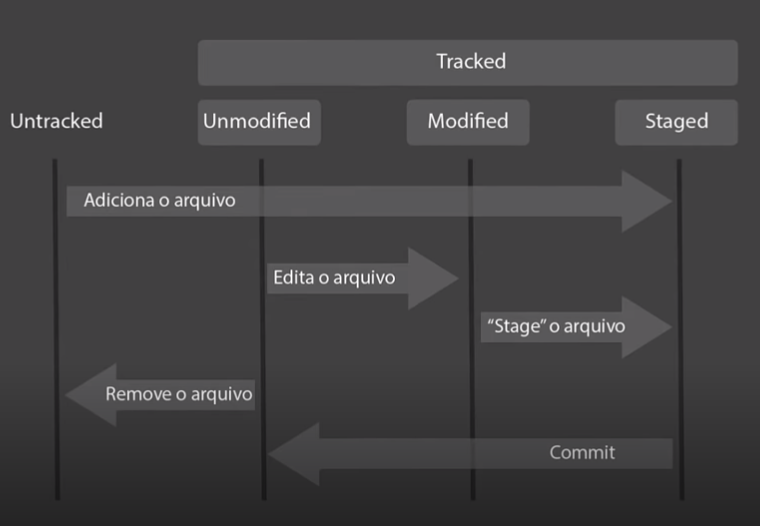 Tracked
Untracked
Unmodified
Modified
Staged
Adiciona o arquivo
Edita o arquivo
“Stage” o arquivo
Remove o arquivo
Commit